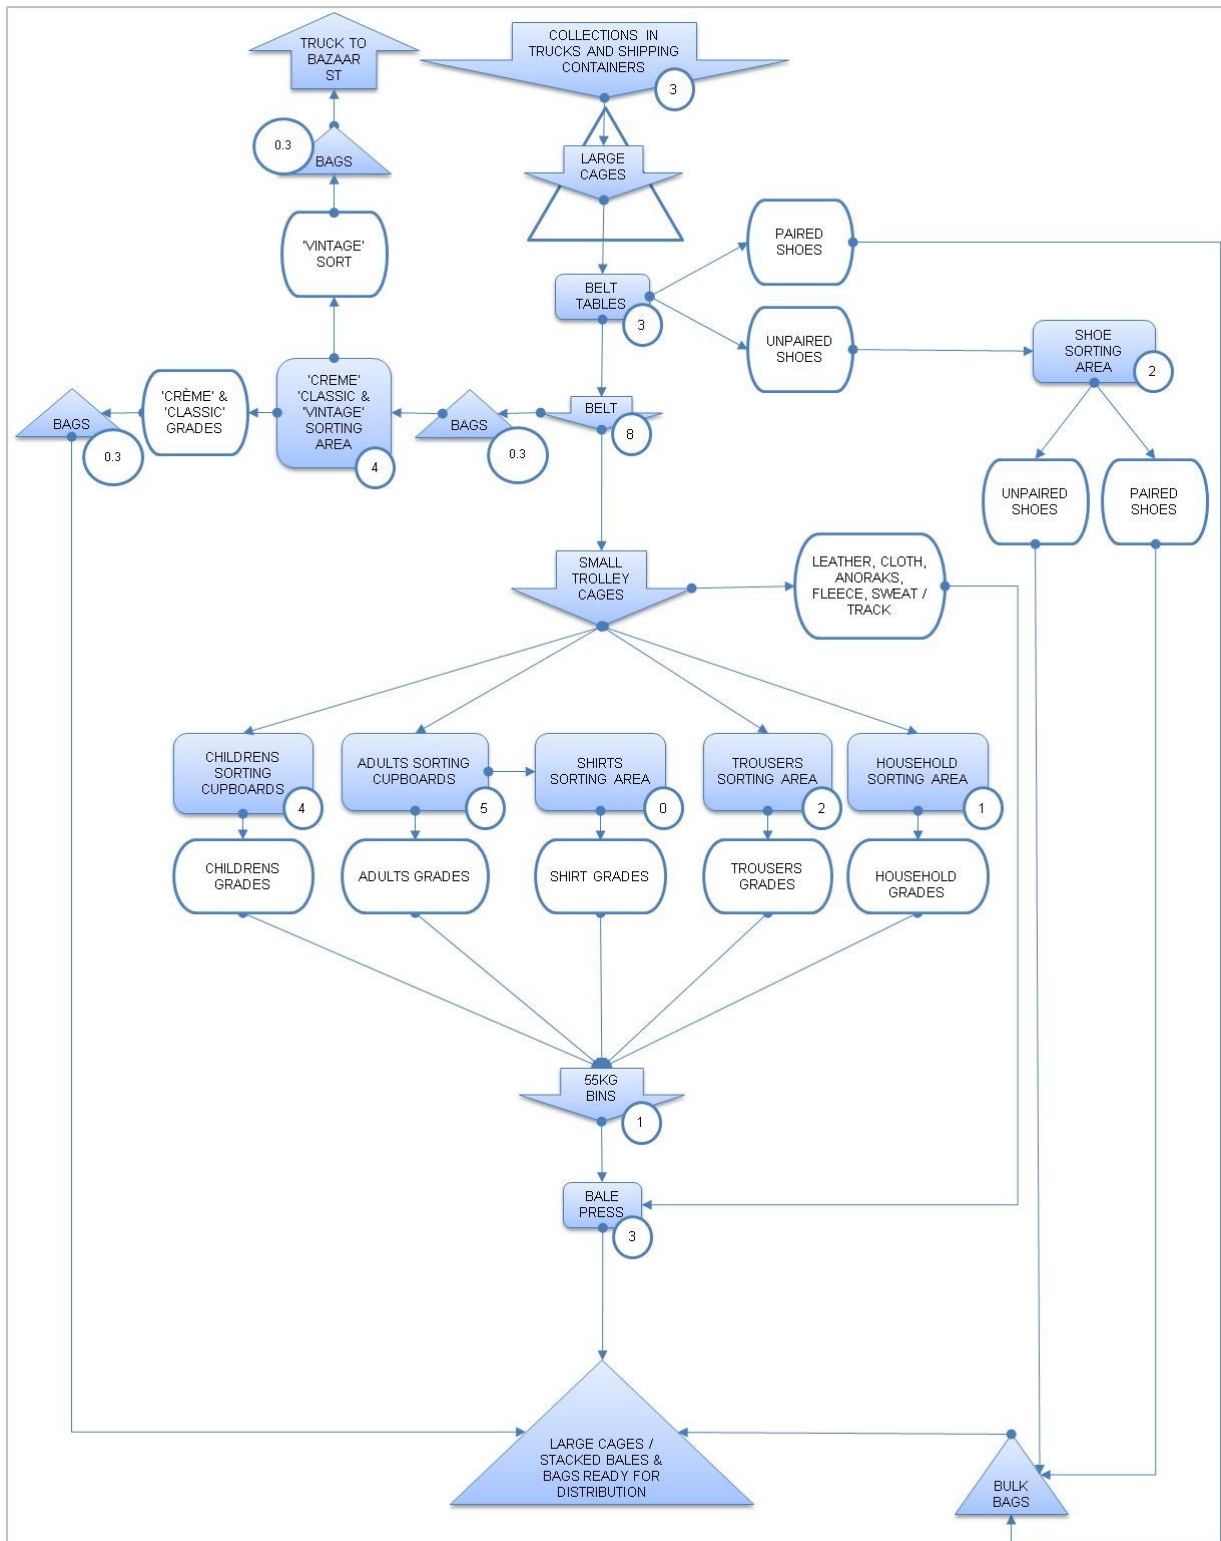 TRUCK TO
BAZAAR
ST
COLLECTIONS IN
TRUCKS AND SHIPPING
CONTAINERS
3
0.3
BAGS
LARGE
CAGES
'VINTAGE'
SORT
PAIRED
SHOES
BELT
TABLES
3
UNPAIRED
SHOES
SHOE
SORTING
AREA
2
'CRÈME' &
'CLASSIC'
GRADES
'CREME'
'CLASSIC &
'VINTAGE'
SORTING
AREA
4
BAGS
0.3
BAGS
0.3
BELT
8
UNPAIRED
SHOES
PAIRED
SHOES
SMALL
TROLLEY
CAGES
LEATHER, CLOTH,
ANORAKS,
FLEECE, SWEAT /
TRACK
CHILDRENS
SORTING
CUPBOARDS
4
ADULTS SORTING
CUPBOARDS
5
SHIRTS
SORTING AREA
0
TROUSERS
SORTING AREA
2
HOUSEHOLD
SORTING AREA
1
CHILDRENS
GRADES
ADULTS GRADES
SHIRT GRADES
TROUSERS
GRADES
HOUSEHOLD
GRADES
55KG
BINS
1
BALE
PRESS
3
LARGE CAGES /
STACKED BALES &
BAGS READY FOR
DISTRIBUTION
BULK
BAGS